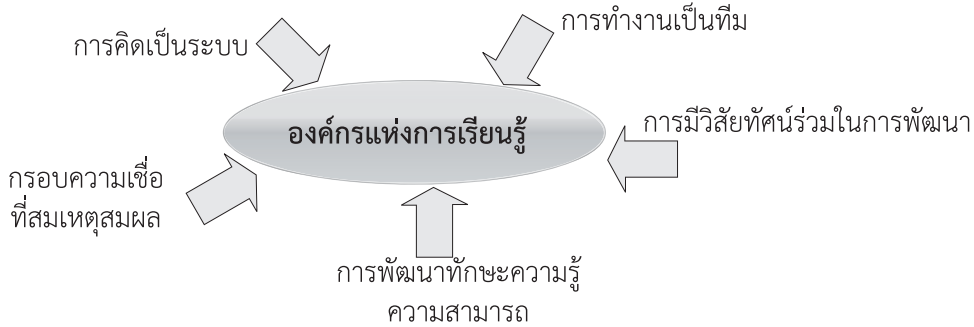 การทำงานเป็นทีม
การคิดเป็นระบบ
องค์กรแห่งการเรียนรู้
การมีวิสัยทัศน์ร่วมในการพัฒนา
กรอบความเชื่อ
ที่สมเหตุสมผล
การพัฒนาทักษะความรู้
ความสามารถ